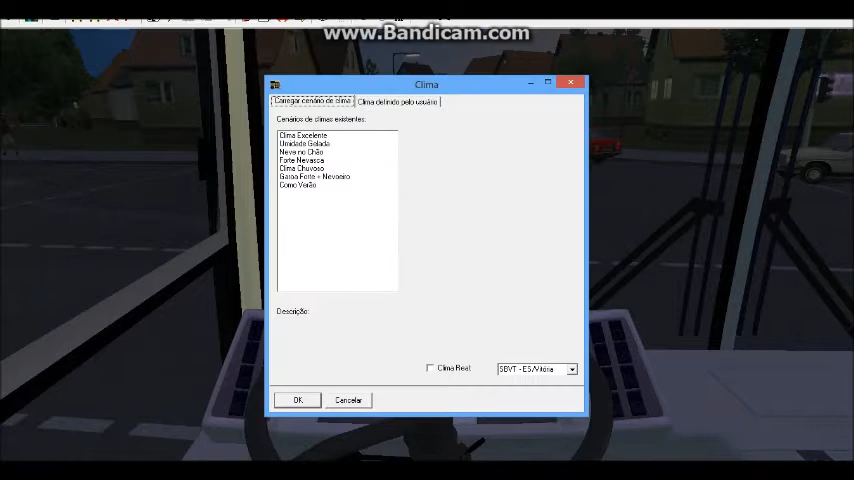 www.Bandicam.com
Clima
Carregar cenário de clima
Clima definido pelo usuário
Cenários de climas existentes:
Clima Excelente
Umidade Gelada
Neve no Chão
Forte Nevasca
Clima Chuvoso
Garoa Forte + Nevoeiro
Como Verão
Descrição:
Clima Real:
SBVT - ES/Vitória
OK
Cancelar